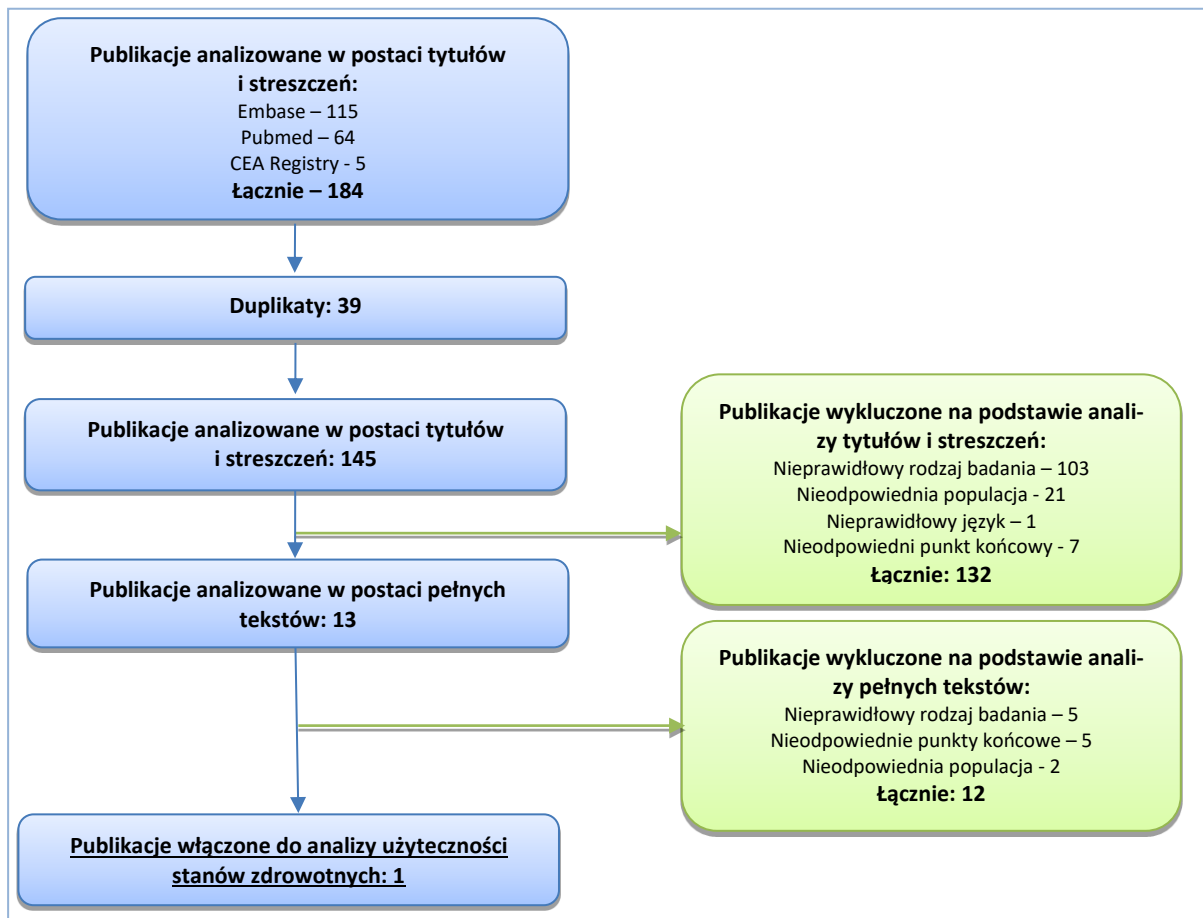 Publikacje analizowane w postaci tytułów
i streszczeń:
Embase – 115
Pubmed – 64
CEA Registry - 5
Łącznie – 184
Duplikaty: 39
Publikacje analizowane w postaci tytułów
i streszczeń: 145
Publikacje wykluczone na podstawie anali-
zy tytułów i streszczeń:
Nieprawidłowy rodzaj badania – 103
Nieodpowiednia populacja - 21
Nieprawidłowy język – 1
Nieodpowiedni punkt końcowy - 7
Łącznie: 132
Publikacje analizowane w postaci pełnych
tekstów: 13
Publikacje wykluczone na podstawie anali-
zy pełnych tekstów:
Nieprawidłowy rodzaj badania – 5
Nieodpowiednie punkty końcowe – 5
Nieodpowiednia populacja - 2
Łącznie: 12
Publikacje włączone do analizy użyteczności
stanów zdrowotnych: 1